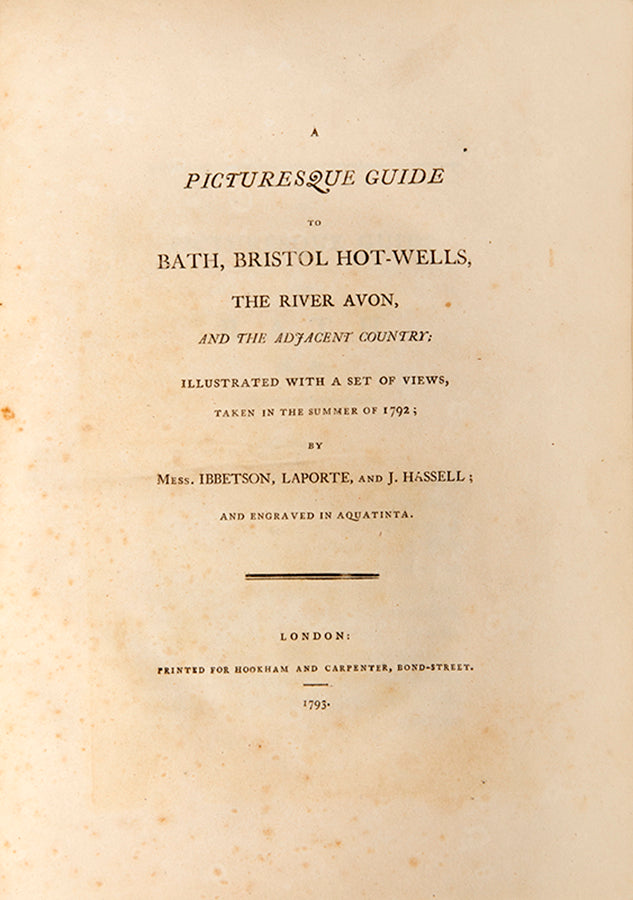 A
PICTURESQUE GUIDE
TO
BATH, BRISTOL HOT-WELLS,
THE RIVER AVON,
AND THE ADJACENT COUNTRY:
ILLUSTRATED WITH A SET OF VIEWS,
TAKEN IN THE SUMMER OF 1792;
BY
MESS. IBBETSON, LAPORTE, AND J. HASSELL;
AND ENGRAVED IN AQUATINTA.
LONDON:
PRINTED FOR HOOKHAM AND CARPENTER, BOND-STREET.
1793.